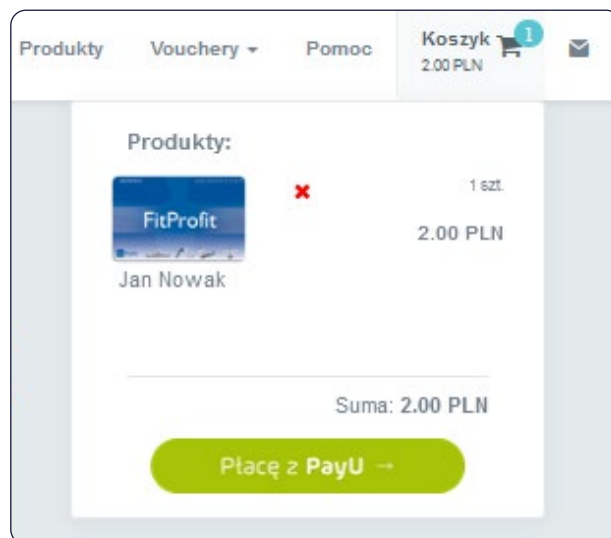 Produkty Vouchery Pomoc Koszyk 1
2.00 PLN
Produkty:
FitProfit
1 szt.
2.00 PLN
Jan Nowak
Suma: 2.00 PLN
Płacę z PayU →